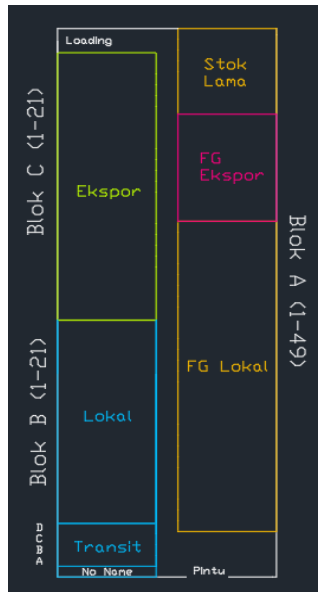 Loading
Stok
Lama
Blok C (1-21)
Ekspor
FG
Ekspor
Blok A (1-49)
FG Lokal
Blok B (1-21)
Lokal
D
C
B
A
Transit
No Name
Pintu